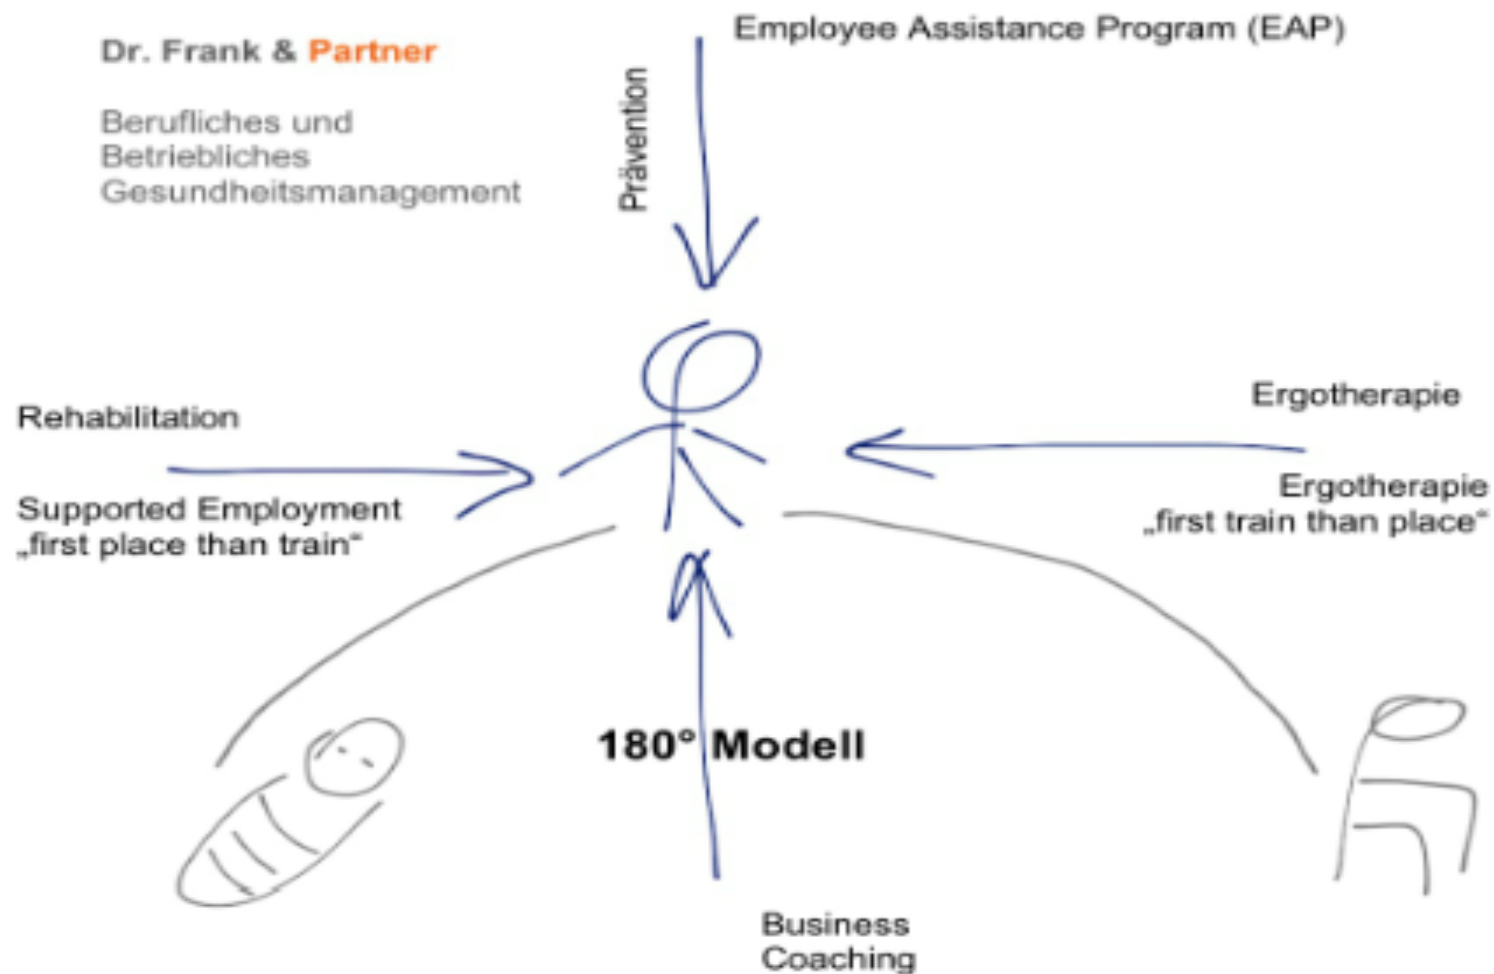 Dr. Frank & Partner
Employee Assistance Program (EAP)
Berufliches und
Betriebliches
Gesundheitsmanagement
Prävention
Rehabilitation
Supported Employment
„first place than train“
Ergotherapie
Ergotherapie
„first train than place“
180° Modell
Business
Coaching